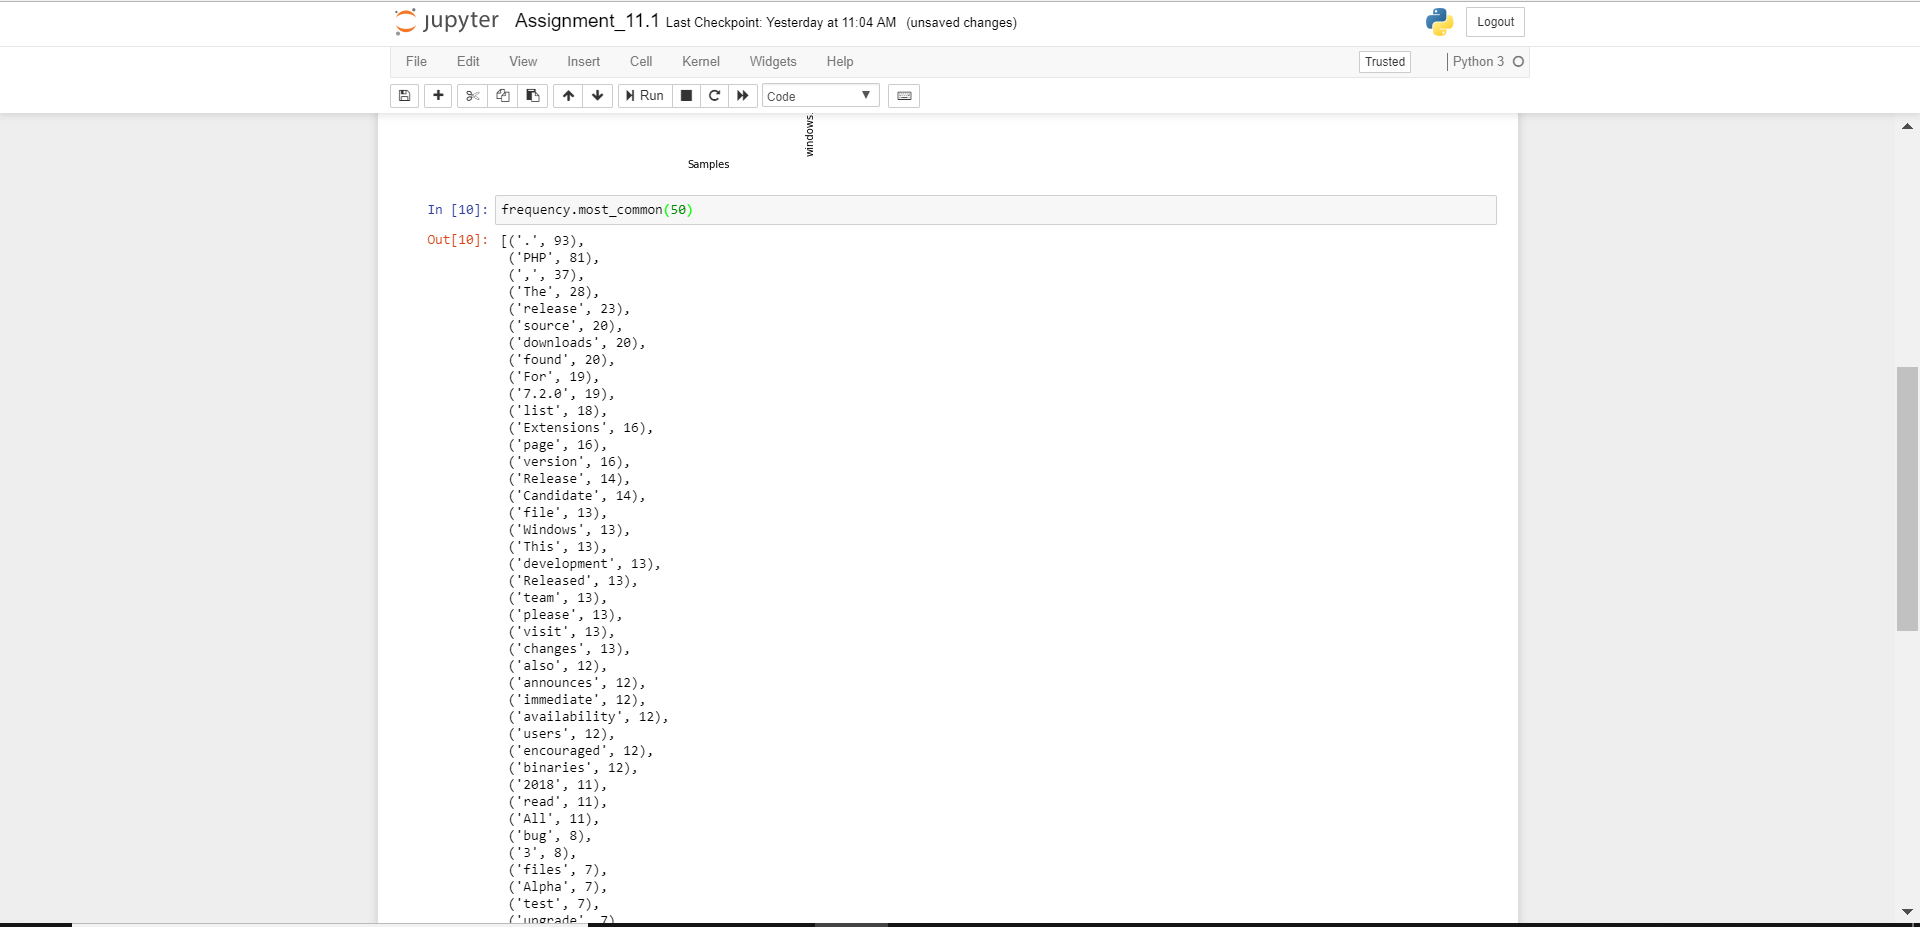 jupyter Assignment_11.1 Last Checkpoint: Yesterday at 11:04 AM (unsaved changes) Logout
File Edit View Insert Cell Kernel Widgets Help Trusted Python 3
Run Code
windows.
Samples
In [10]: frequency.most_common(50)
Out[10]: [('.', 93),
('PHP', 81),
(',', 37),
('The', 28),
('release', 23),
('source', 20),
('downloads', 20),
('found', 20),
('For', 19),
('7.2.0', 19),
('list', 18),
('Extensions', 16),
('page', 16),
('version', 16),
('Release', 14),
('Candidate', 14),
('file', 13),
('Windows', 13),
('This', 13),
('development', 13),
('Released', 13),
('team', 13),
('please', 13),
('visit', 13),
('changes', 13),
('also', 12),
('announces', 12),
('immediate', 12),
('availability', 12),
('users', 12),
('encouraged', 12),
('binaries', 12),
('2018', 11),
('read', 11),
('All', 11),
('bug', 8),
('3', 8),
('files', 7),
('Alpha', 7),
('test', 7),
('upgrade', 7)